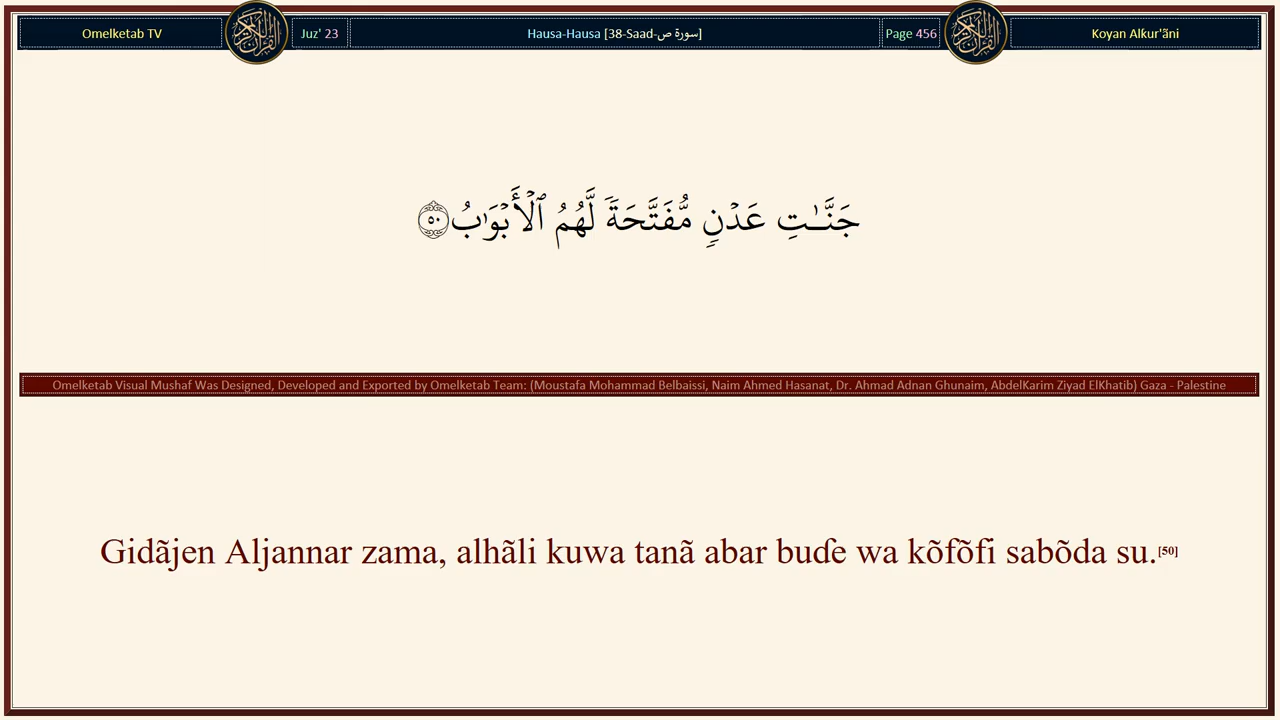 Omelketab TV
Juz' 23
Hausa-Hausa [38-Saad-سورة ص]
Page 456
Koyan Alƙur'ãni
جَنَّـٰتِ عَدۡنٖ مُّفَتَّحَةٗ لَّهُمُ ٱلۡأَبۡوَٰبُ ٥٠
Omelketab Visual Mushaf Was Designed, Developed and Exported by Omelketab Team: (Moustafa Mohammad Belbaissi, Naim Ahmed Hasanat, Dr. Ahmad Adnan Ghunaim, AbdelKarim Ziyad ElKhatib) Gaza - Palestine
Gidãjen Aljannar zama, alhãli kuwa tanã abar buɗe wa kõfõfi sabõda su.[50]